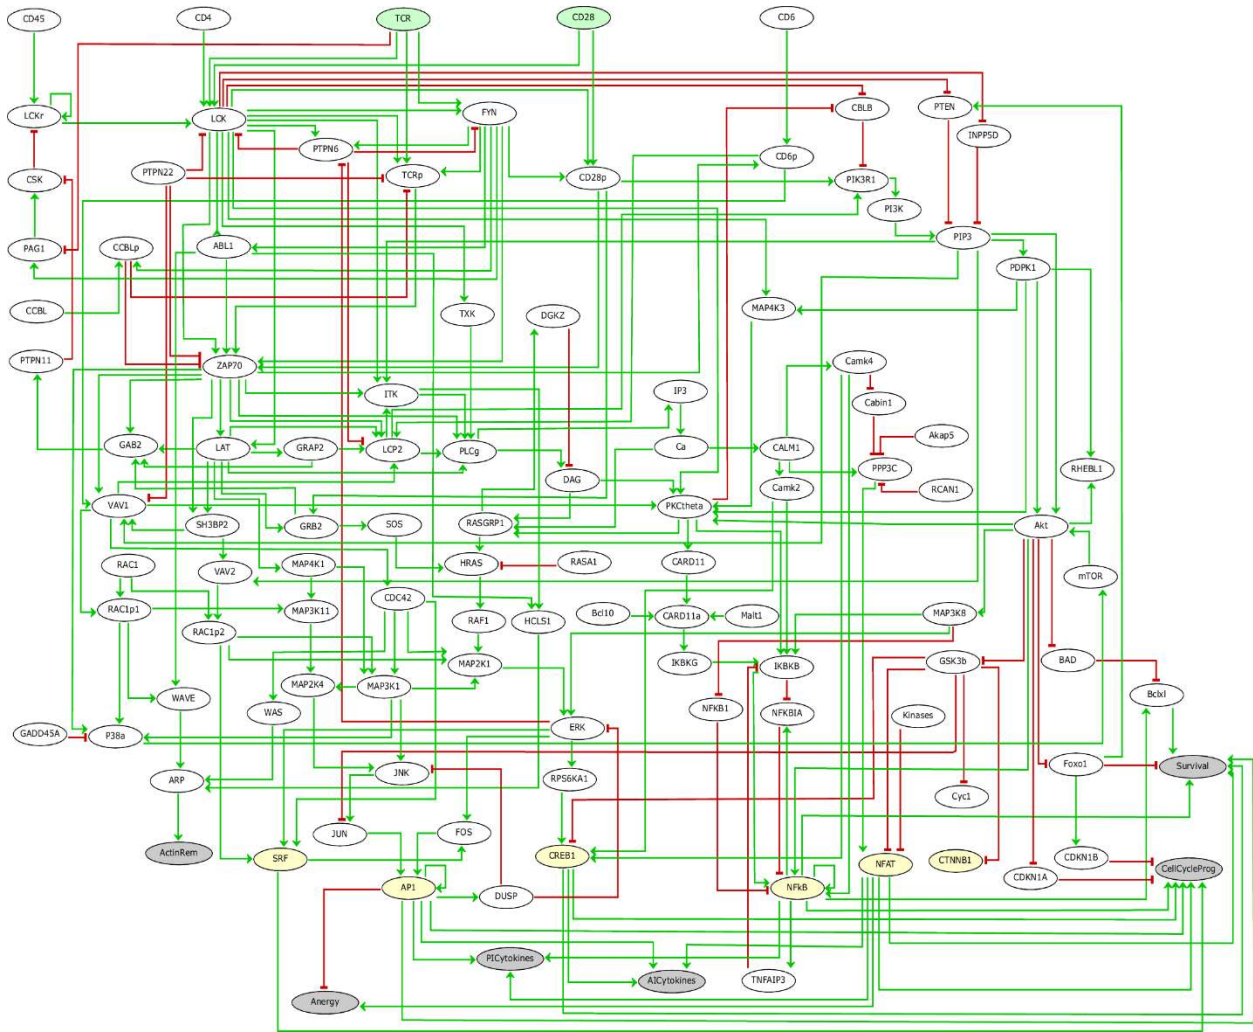 CD45
CD4
TCR
CD28
CD6
LCKr
LCK
FYN
CBLB
PTEN
INPP5D
CSK
PTPN22
PTPN6
TCRp
CD28p
CD6p
PIK3R1
PI3K
PAG1
CCBLp
ABL1
PIP3
PDPK1
CCBL
TXK
DGKZ
MAP4K3
PTPN11
ZAP70
ITK
IP3
Camk4
Cabin1
GAB2
LAT
GRAP2
LCP2
PLCg
Ca
CALM1
Akap5
DAG
Camk2
PPP3C
RHEBL1
RCAN1
VAV1
SH3BP2
GRB2
SOS
RASGRP1
PKCtheta
Akt
RAC1
VAV2
MAP4K1
HRAS
RASA1
CARD11
mTOR
RAC1p1
MAP3K11
CDC42
RAF1
HCLS1
Bcl10
CARD11a
Malt1
MAP3K8
RAC1p2
MAP2K1
IKBKG
IKBKB
GSK3b
BAD
WAVE
MAP2K4
MAP3K1
Bclxl
WAS
NFKB1
NFKBIA
Kinases
GADD45A
P38a
ERK
ARP
JNK
RPS6KA1
Foxo1
Survival
Cyc1
JUN
FOS
ActinRem
SRF
CREB1
NFAT
CTNNB1
CDKN1B
CDKN1A
CellCycleProg
AP1
DUSP
NFkB
PICytokines
AICytokines
TNFAIP3
Anergy